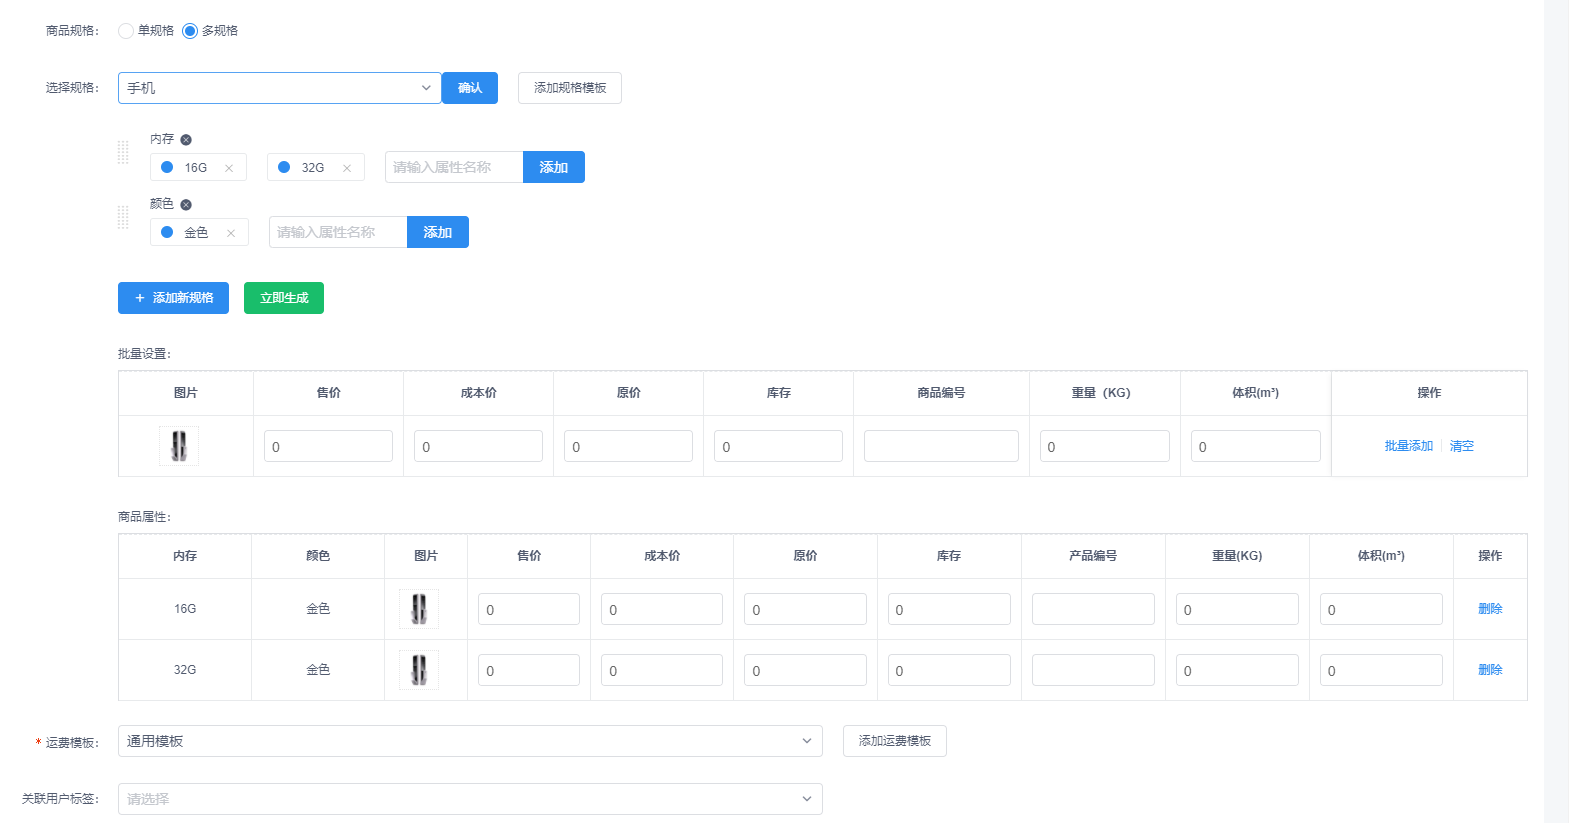 商品规格： 单规格 多规格
选择规格： 手机 确认 添加规格模板
内存
16G 32G 请输入属性名称 添加
颜色
金色 请输入属性名称 添加
+ 添加新规格 立即生成
批量设置：
图片 售价 成本价 原价 库存 商品编号 重量（KG） 体积(m³) 操作
0 0 0 0 0 0 批量添加 清空
商品属性：
内存 颜色 图片 售价 成本价 原价 库存 产品编号 重量(KG) 体积(m³) 操作
16G 金色 0 0 0 0 0 0 删除
32G 金色 0 0 0 0 0 0 删除
* 运费模板： 通用模板 添加运费模板
关联用户标签： 请选择